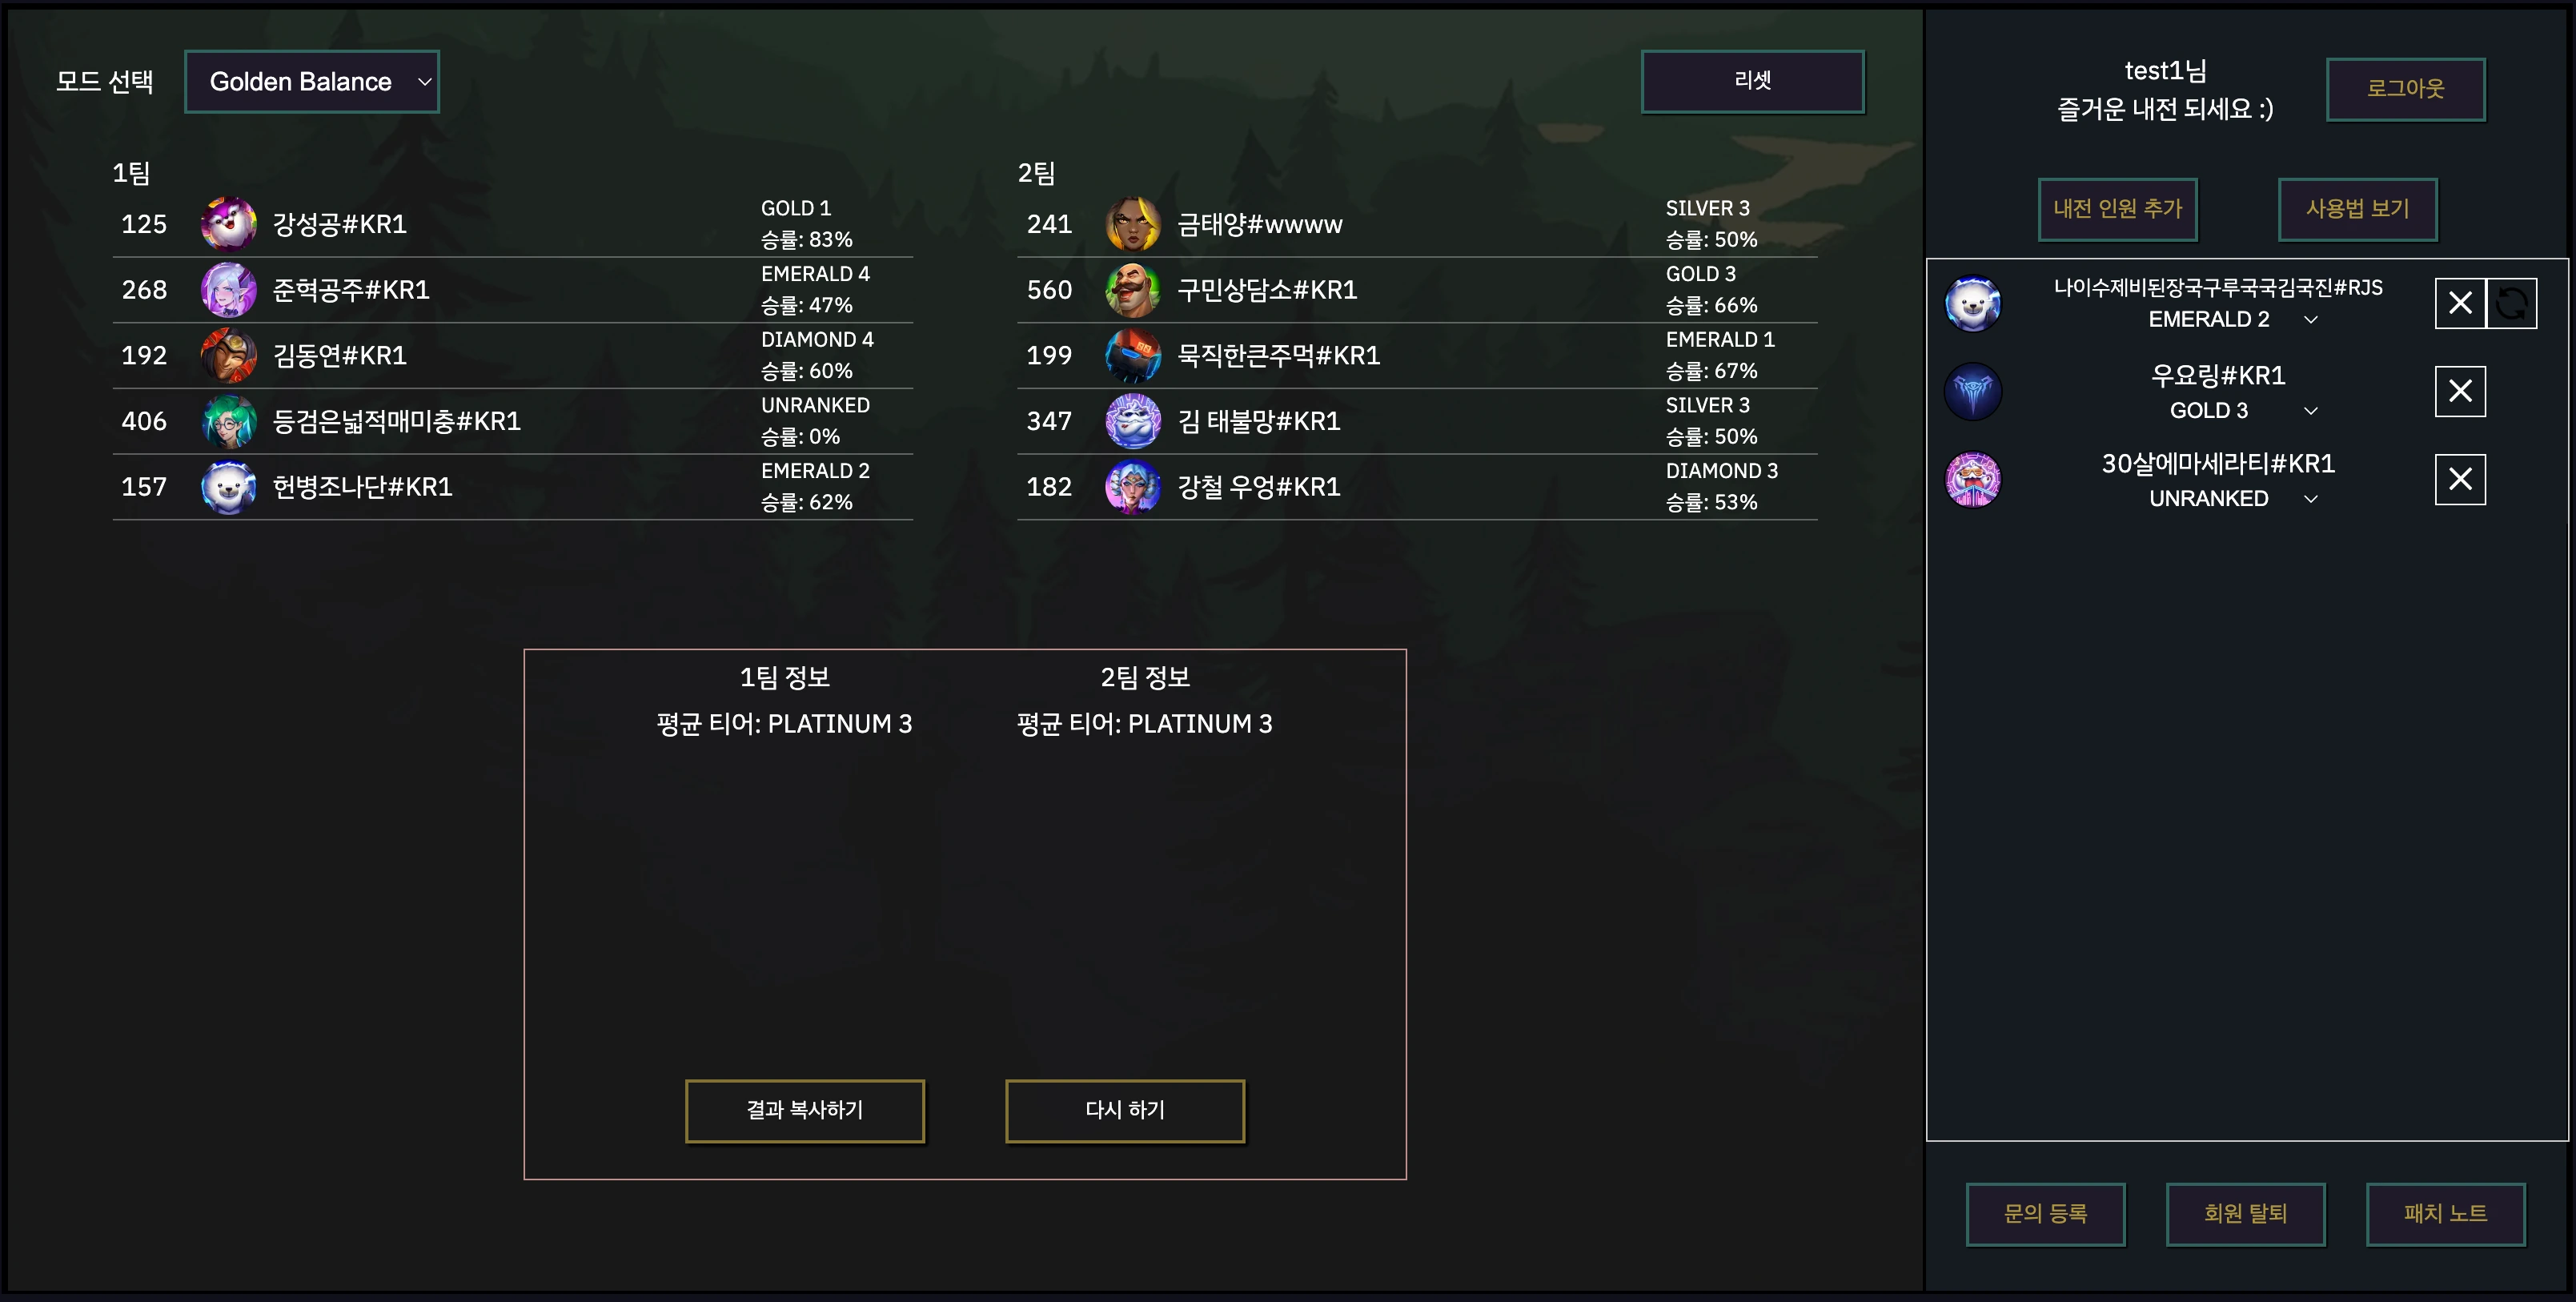 모드 선택
Golden Balance
리셋
1팀
125
강성공#KR1
GOLD 1
승률: 83%
268
준혁공주#KR1
EMERALD 4
승률: 47%
192
김동연#KR1
DIAMOND 4
승률: 60%
406
등검은넓적매미충#KR1
UNRANKED
승률: 0%
157
헌병조나단#KR1
EMERALD 2
승률: 62%
2팀
241
금태양#wwww
SILVER 3
승률: 50%
560
구민상담소#KR1
GOLD 3
승률: 66%
199
묵직한큰주먹#KR1
EMERALD 1
승률: 67%
347
김 태불망#KR1
SILVER 3
승률: 50%
182
강철 우엉#KR1
DIAMOND 3
승률: 53%
1팀 정보
평균 티어: PLATINUM 3
2팀 정보
평균 티어: PLATINUM 3
결과 복사하기
다시 하기
test1님
즐거운 내전 되세요 :)
로그아웃
내전 인원 추가
사용법 보기
나이수제비된장국구루국국김국진#RJS
EMERALD 2
우요링#KR1
GOLD 3
30살에마세라티#KR1
UNRANKED
문의 등록
회원 탈퇴
패치 노트